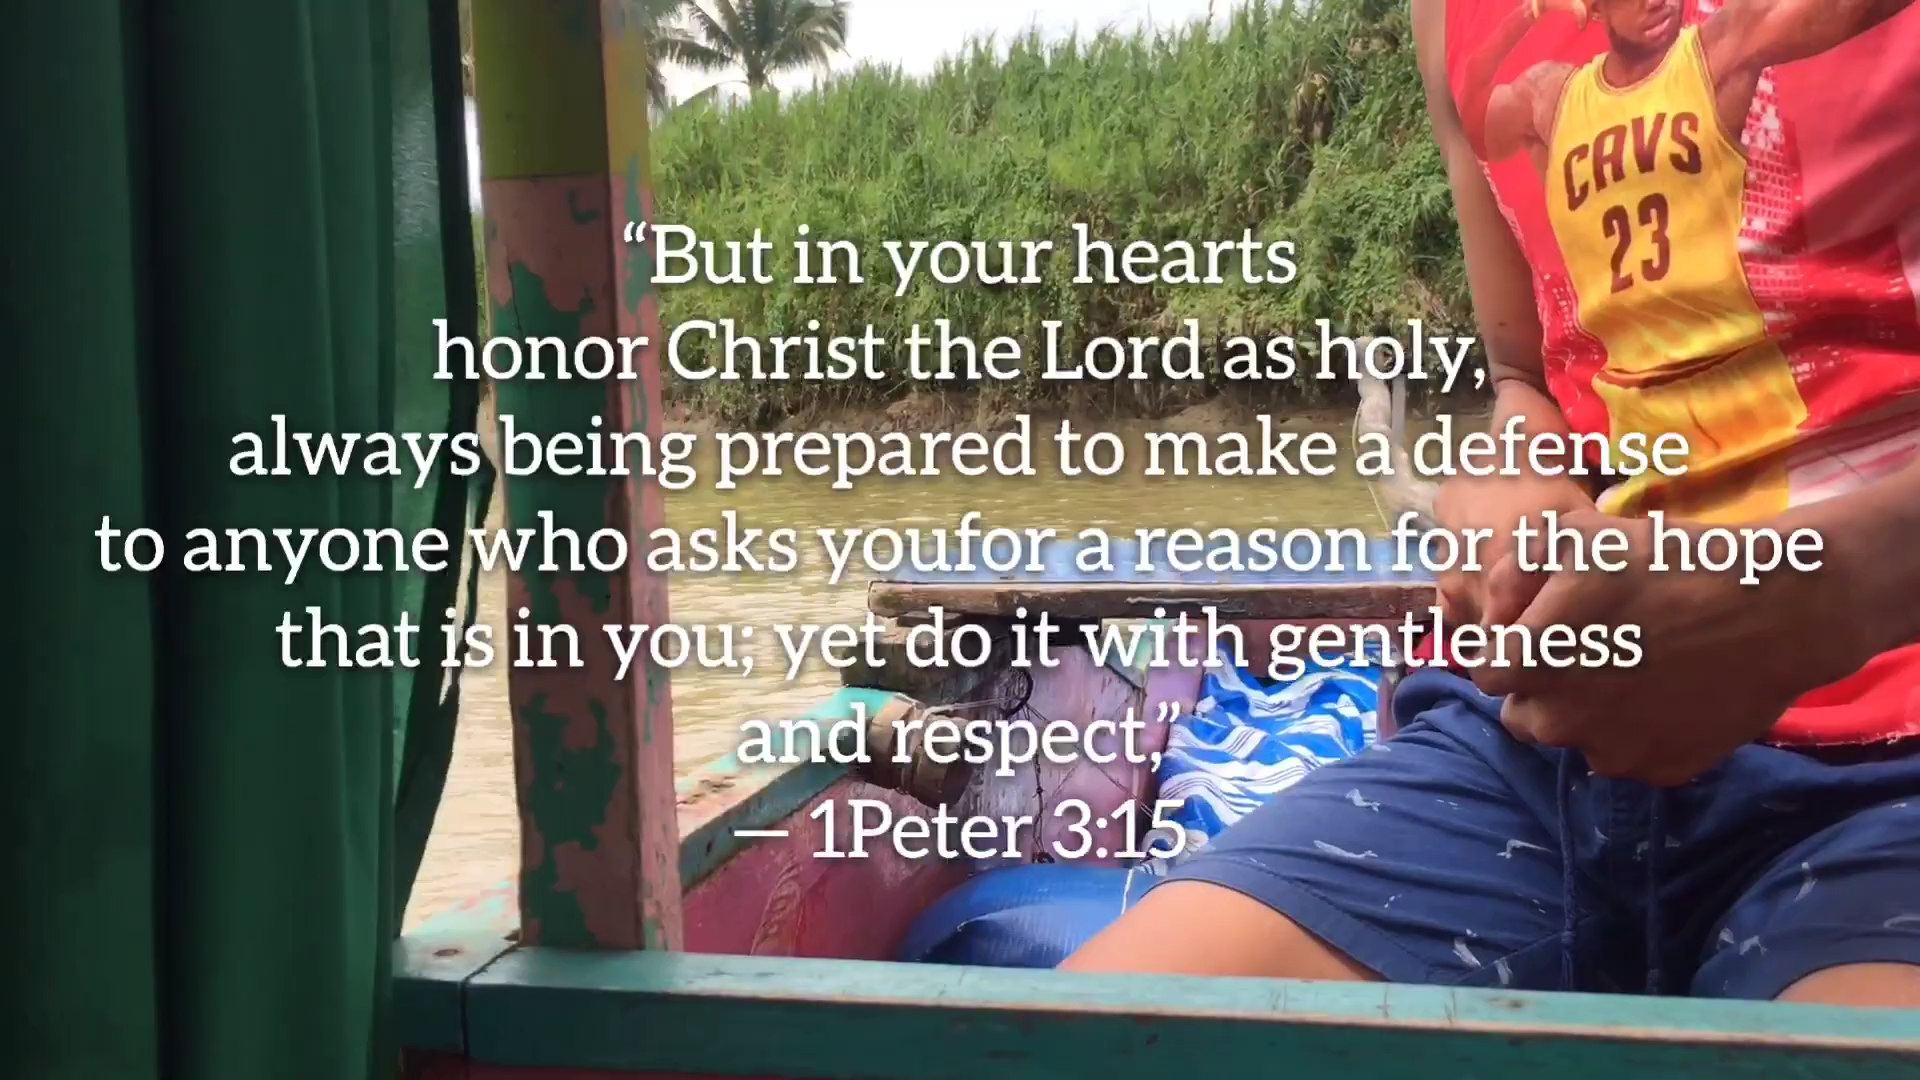 CAVS
23
“But in your hearts
honor Christ the Lord as holy,
always being prepared to make a defense
to anyone who asks youfor a reason for the hope
that is in you; yet do it with gentleness
and respect,”
— 1Peter 3:15